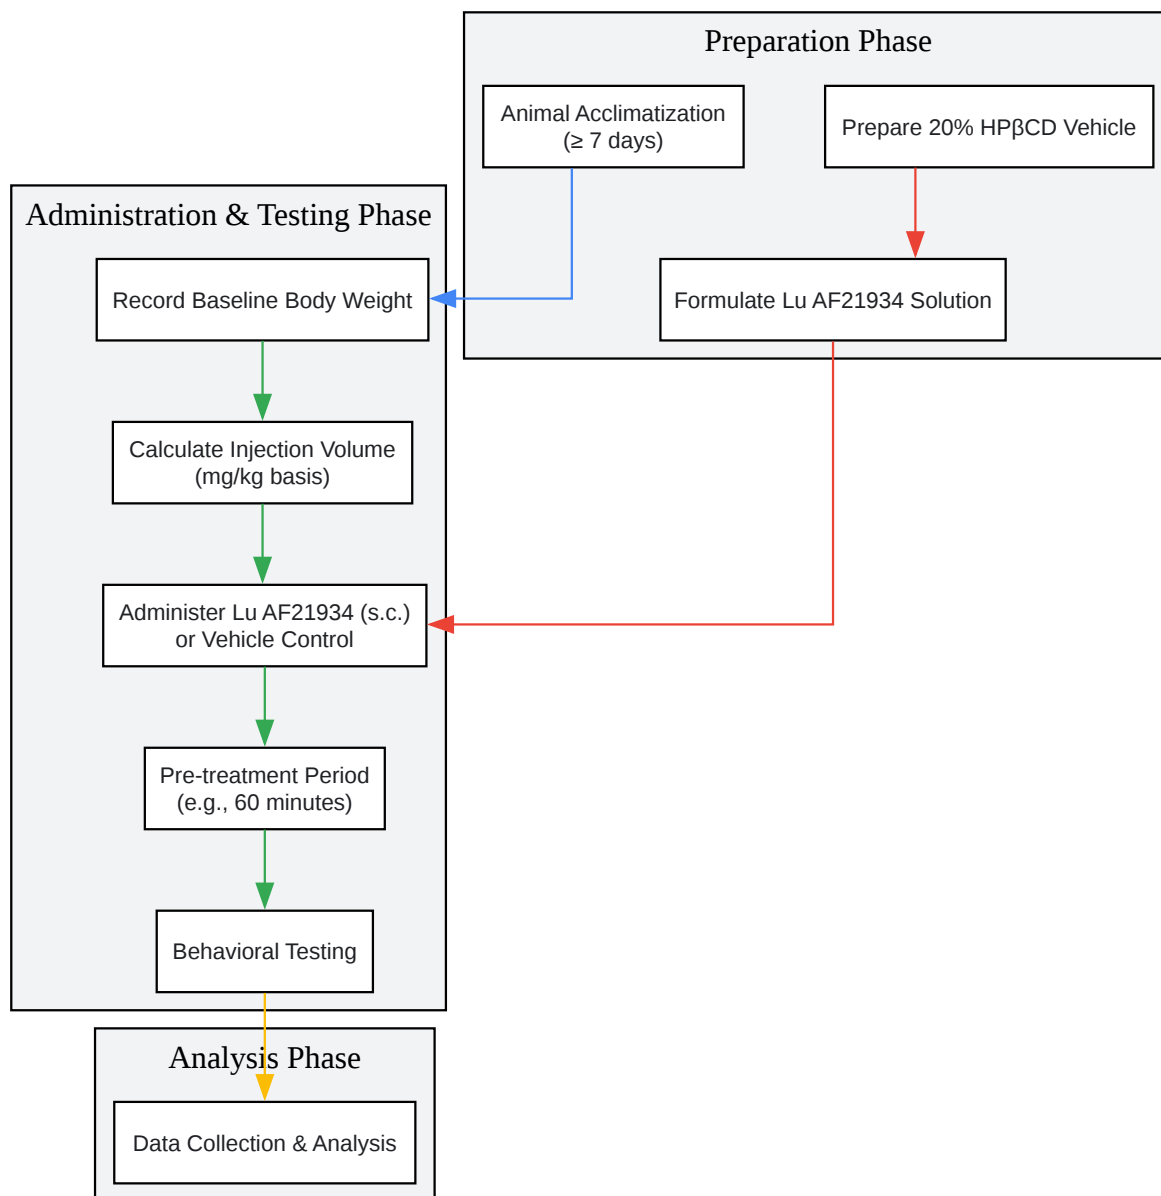 Preparation Phase
Animal Acclimatization
(≥ 7 days)
Prepare 20% HPβCD Vehicle
Formulate Lu AF21934 Solution
Administration & Testing Phase
Record Baseline Body Weight
Calculate Injection Volume
(mg/kg basis)
Administer Lu AF21934 (s.c.)
or Vehicle Control
Pre-treatment Period
(e.g., 60 minutes)
Behavioral Testing
Analysis Phase
Data Collection & Analysis